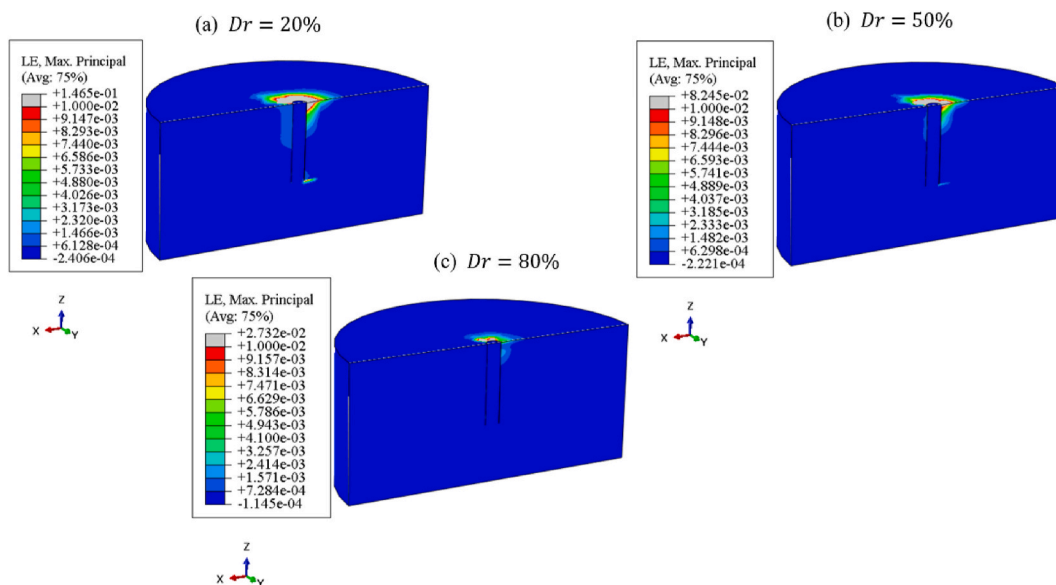 (a) Dr = 20%
LE, Max. Principal
(Avg: 75%)
+1.465e-01
+1.000e-02
+9.147e-03
+8.293e-03
+7.440e-03
+6.586e-03
+5.733e-03
+4.880e-03
+4.026e-03
+3.173e-03
+2.320e-03
+1.466e-03
+6.128e-04
-2.406e-04
Z
X
Y
(b) Dr = 50%
LE, Max. Principal
(Avg: 75%)
+8.245e-02
+1.000e-02
+9.148e-03
+8.296e-03
+7.444e-03
+6.593e-03
+5.741e-03
+4.889e-03
+4.037e-03
+3.185e-03
+2.333e-03
+1.482e-03
+6.298e-04
-2.221e-04
Z
X
Y
(c) Dr = 80%
LE, Max. Principal
(Avg: 75%)
+2.732e-02
+1.000e-02
+9.157e-03
+8.314e-03
+7.471e-03
+6.629e-03
+5.786e-03
+4.943e-03
+4.100e-03
+3.257e-03
+2.414e-03
+1.571e-03
+7.284e-04
-1.145e-04
Z
X
Y